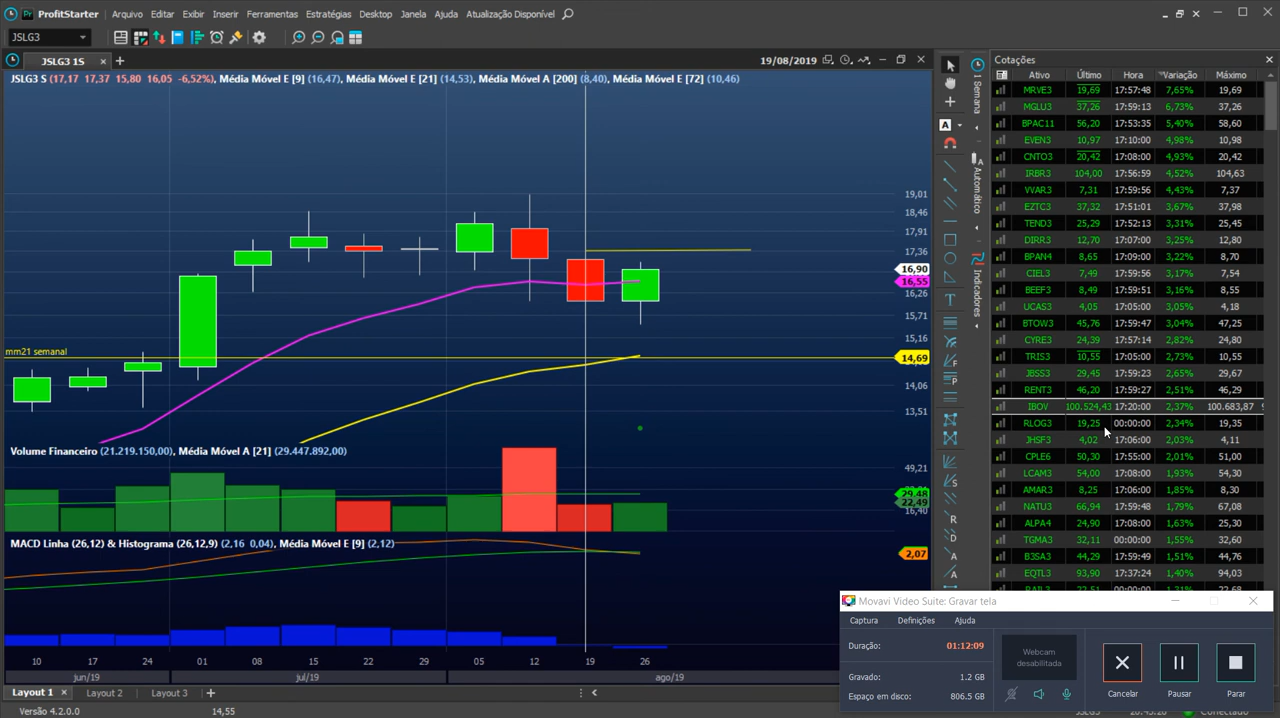 ProfitStarter Arquivo Editar Exibir Inserir Ferramentas Estratégias Desktop Janela Ajuda Atualização Disponível
JSLG3
JSLG3 1S
JSLG3 S (17,17 17,37 15,80 16,05 -6,52%), Média Móvel E [9] (16,47), Média Móvel E [21] (14,53), Média Móvel A [200] (8,40), Média Móvel E [72] (10,46)
19/08/2019
19,01
18,46
17,91
17,36
16,90
16,55
16,26
15,71
15,16
mm21 semanal
14,69
14,06
13,51
Volume Financeiro (21.219.150,00), Média Móvel A [21] (29.447.892,00)
49,21
29,48
22,49
16,40
MACD Linha (26,12) & Histograma (26,12,9) (2,16 0,04), Média Móvel E [9] (2,12)
2,07
10 17 24 01 08 15 22 29 05 12 19 26
jun/19 jul/19 ago/19
Layout 1 Layout 2 Layout 3
Versão 4.2.0.0 14,55 JSLG3 Conectado
1 Semana
Automático
Indicadores
Cotações
Ativo Último Hora Variação Máximo
MRVE3 19,69 17:57:48 7,65% 19,69
MGLU3 37,26 17:59:13 6,73% 37,26
BPAC11 56,20 17:53:35 5,40% 58,60
EVEN3 10,97 17:10:00 4,98% 10,98
CNTO3 20,42 17:08:00 4,93% 20,42
IRBR3 104,00 17:56:59 4,52% 104,63
VVAR3 7,31 17:59:56 4,43% 7,37
EZTC3 37,32 17:51:01 3,67% 37,98
TEND3 25,29 17:52:13 3,31% 25,45
DIRR3 12,70 17:07:00 3,25% 12,80
BPAN4 8,65 17:09:00 3,22% 8,70
CIEL3 7,49 17:59:56 3,17% 7,54
BEEF3 8,49 17:59:51 3,16% 8,55
UCAS3 4,05 17:05:00 3,05% 4,18
BTOW3 45,76 17:59:47 3,04% 47,25
CYRE3 24,39 17:57:14 2,82% 24,80
TRIS3 10,55 17:05:00 2,73% 10,55
JBSS3 29,45 17:59:23 2,65% 29,67
RENT3 46,20 17:59:27 2,51% 46,29
IBOV 100.524,43 17:20:00 2,37% 100.683,87
RLOG3 19,25 00:00:00 2,34% 19,35
JHSF3 4,02 17:06:00 2,03% 4,11
CPLE6 50,30 17:55:00 2,01% 51,00
LCAM3 54,00 17:08:00 1,93% 54,30
AMAR3 8,25 17:06:00 1,85% 8,30
NATU3 66,94 17:59:48 1,79% 67,08
ALPA4 24,90 17:08:00 1,63% 25,30
TGMA3 32,11 00:00:00 1,55% 32,60
B3SA3 44,29 17:59:49 1,51% 44,76
EQTL3 93,90 17:37:24 1,40% 94,03
Movavi Video Suite: Gravar tela
Captura Definições Ajuda
Duração: 01:12:09
Gravado: 1.2 GB
Espaço em disco: 806.5 GB
Webcam
desabilitada
Cancelar Pausar Parar